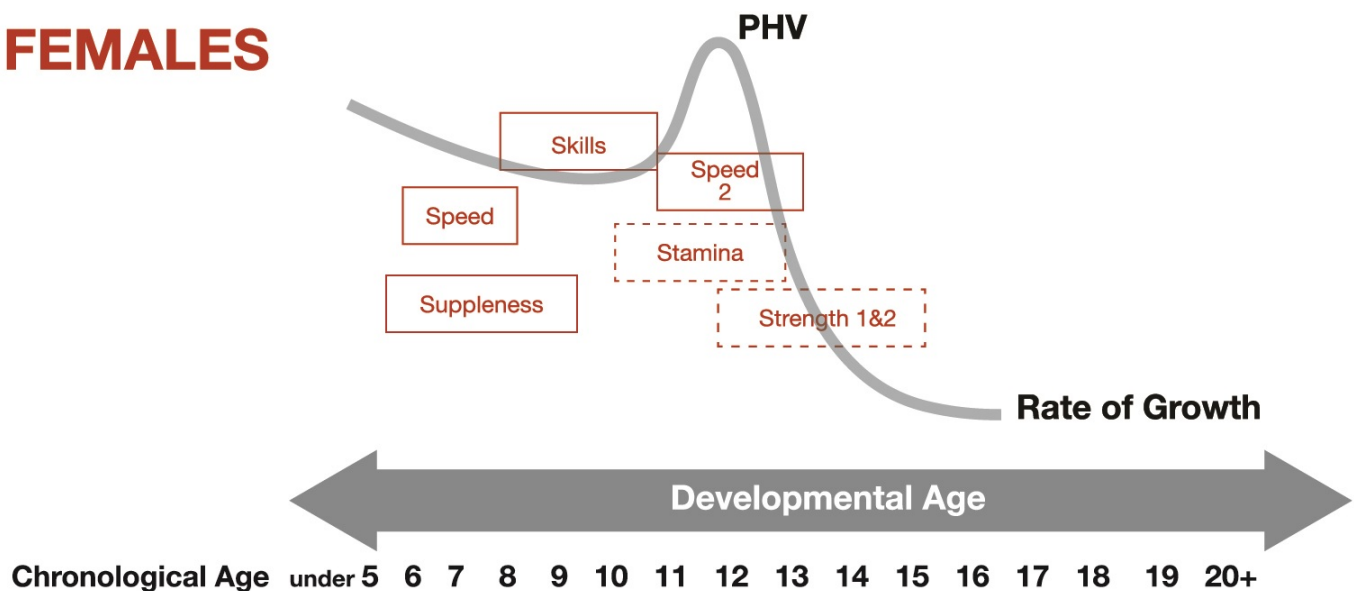 FEMALES
PHV
Skills
Speed
2
Speed
Stamina
Suppleness
Strength 1&2
Rate of Growth
Developmental Age
Chronological Age under 5 6 7 8 9 10 11 12 13 14 15 16 17 18 19 20+